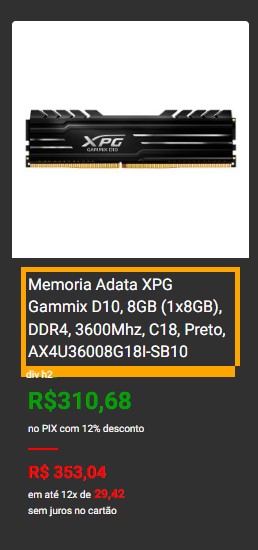 XPG
GAMMIX D10
Memoria Adata XPG
Gammix D10, 8GB (1x8GB),
DDR4, 3600Mhz, C18, Preto,
AX4U36008G18I-SB10
div h2
R$310,68
no PIX com 12% desconto
R$ 353,04
em até 12x de 29,42
sem juros no cartão